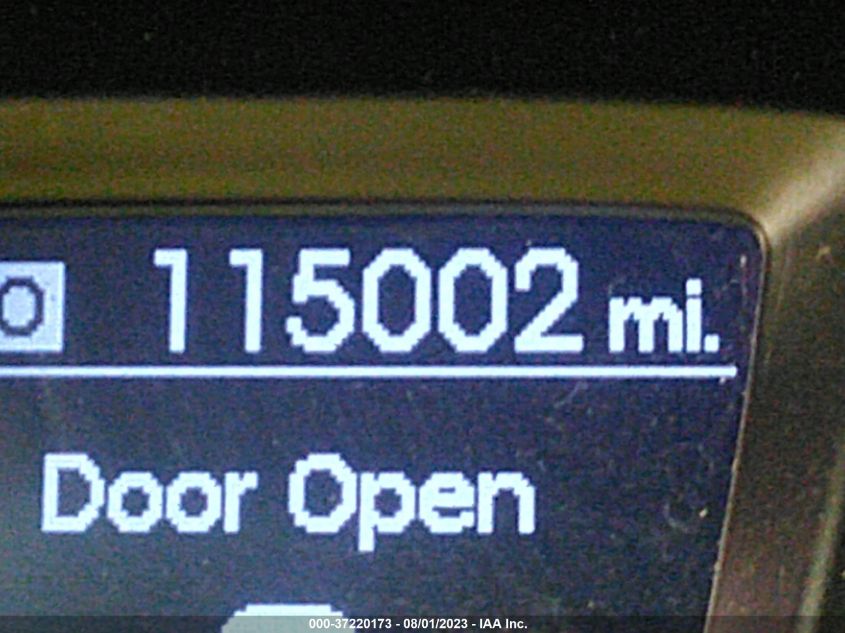 O 115002 mi.
Door Open
000-37220173 - 08/01/2023 - IAA Inc.